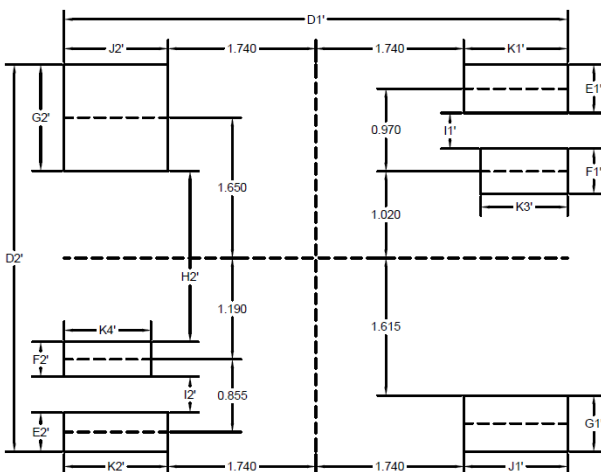 D1'
J2' 1.740 1.740 K1'
G2' 0.970 I1' E1'
F1'
1.650 1.020 K3'
D2' H2'
1.190 1.615
K4'
F2' I2' 0.855
E2' G1
K2' 1.740 1.740 J1'